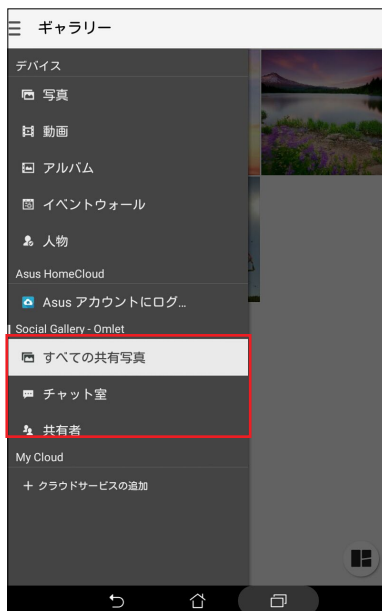 ギャラリー
デバイス
写真
動画
アルバム
イベントウォール
人物
Asus HomeCloud
Asus アカウントにログ...
Social Gallery - Omlet
すべての共有写真
チャット室
共有者
My Cloud
+ クラウドサービスの追加